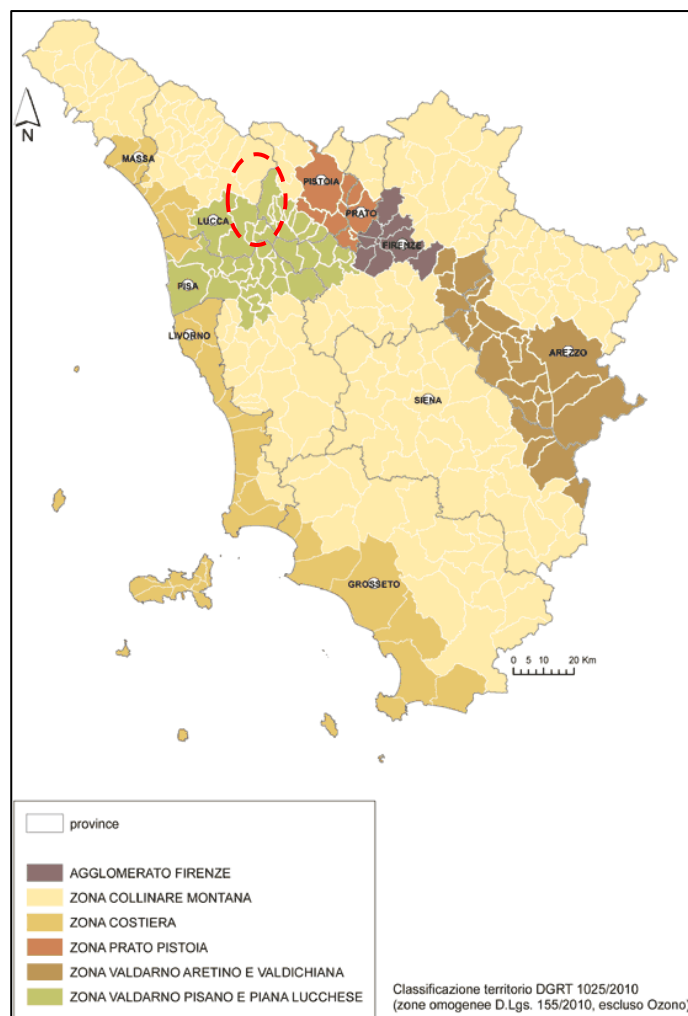 N
MASSA
PISTOIA
PRATO
LUCCA
FIRENZE
PISA
LIVORNO
AREZZO
SIENA
GROSSETO
0 5 10 20 Km
province
AGGLOMERATO FIRENZE
ZONA COLLINARE MONTANA
ZONA COSTIERA
ZONA PRATO PISTOIA
ZONA VALDARNO ARETINO E VALDICHIANA
ZONA VALDARNO PISANO E PIANA LUCCHESE
Classificazione territorio DGRT 1025/2010
(zone omogenee D.Lgs. 155/2010, escluso Ozono)